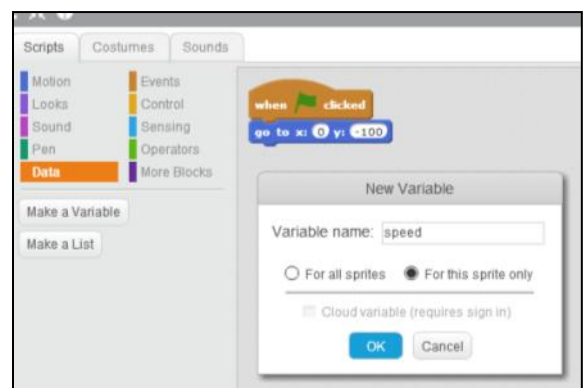 Scripts Costumes Sounds
Motion Events
Looks Control
Sound Sensing
Pen Operators
Data More Blocks
Make a Variable
Make a List
when clicked
go to x: 0 y: -100
New Variable
Variable name: speed
For all sprites For this sprite only
Cloud variable (requires sign in)
OK Cancel